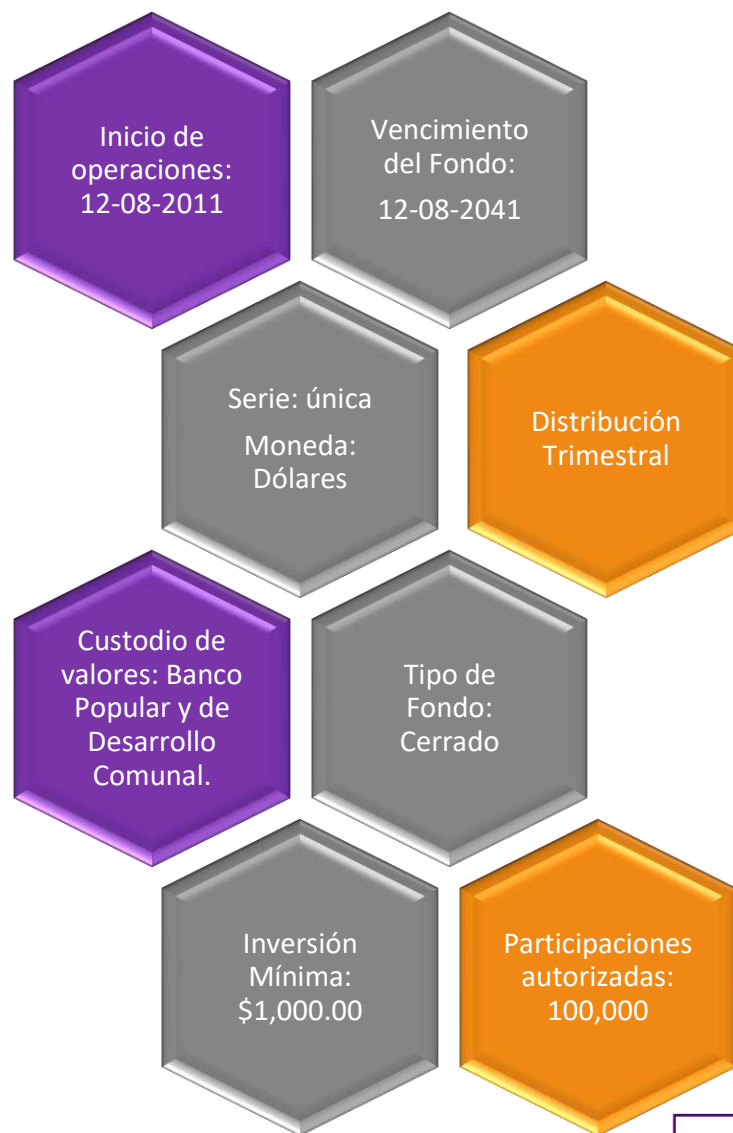 Inicio de
operaciones:
12-08-2011
Vencimiento
del Fondo:
12-08-2041
Serie: única
Moneda:
Dólares
Distribución
Trimestral
Custodio de
valores: Banco
Popular y de
Desarrollo
Comunal.
Tipo de
Fondo:
Cerrado
Inversión
Mínima:
$1,000.00
Participaciones
autorizadas:
100,000